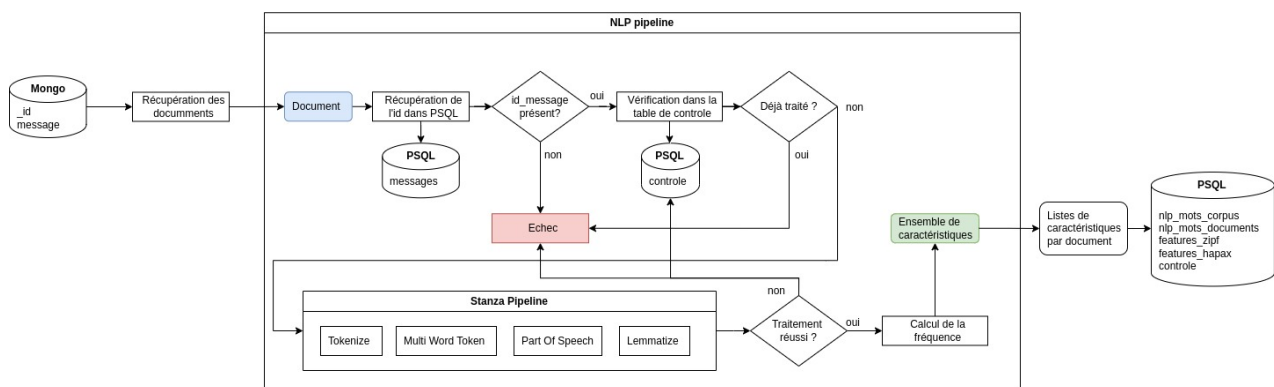 NLP pipeline
Mongo
_id
message
Récupération des
documments
Document
Récupération de
l'id dans PSQL
PSQL
messages
id_message
présent?
oui
non
Vérification dans la
table de controle
PSQL
controle
Déjà traité ?
non
oui
Echec
Stanza Pipeline
Tokenize
Multi Word Token
Part Of Speech
Lemmatize
Traitement
réussi ?
non
oui
Calcul de la
fréquence
Ensemble de
caractéristiques
Listes de
caractéristiques
par document
PSQL
nlp_mots_corpus
nlp_mots_documents
features_zipf
features_hapax
controle